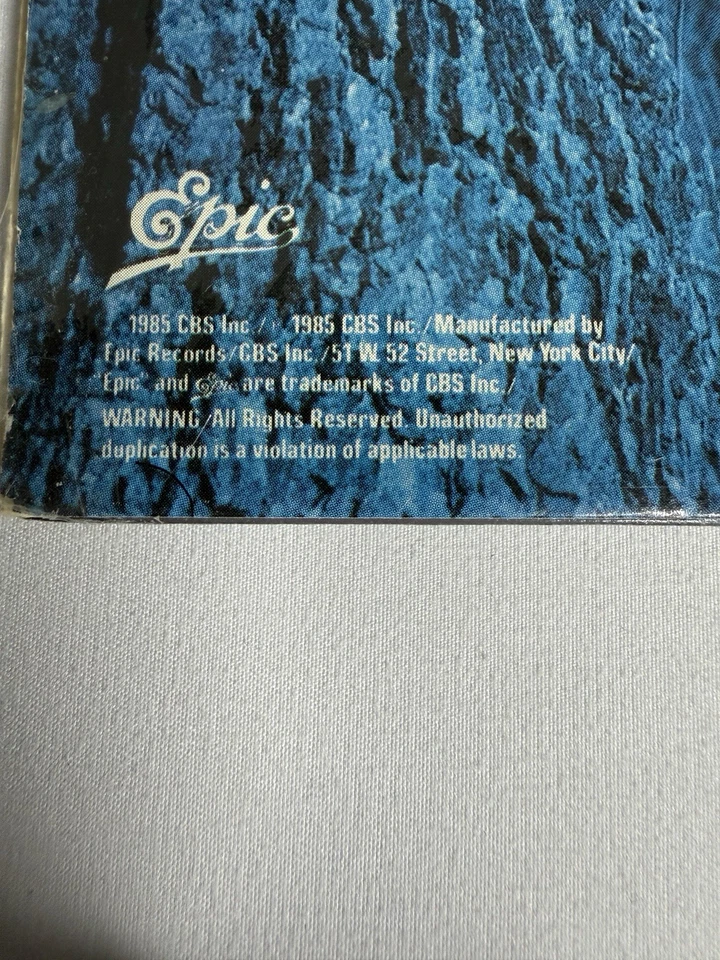 Epic
1985 CBS Inc./ 1985 CBS Inc./Manufactured by
Epic Records/CBS Inc./51 W. 52 Street, New York City/
"Epic" and Epic are trademarks of CBS Inc./
WARNING/All Rights Reserved. Unauthorized
duplication is a violation of applicable laws.